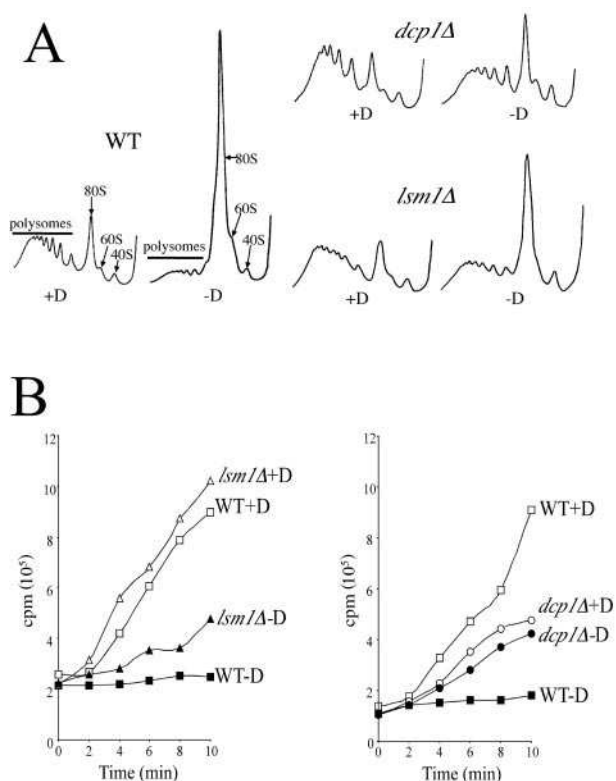 A
WT
polysomes
80S
60S
40S
+D
polysomes
80S
60S
40S
-D
dcp1Δ
+D
-D
lsm1Δ
+D
-D
B
12
10
8
6
4
2
0
cpm (10⁵)
0 2 4 6 8 10
Time (min)
lsm1Δ+D
WT+D
lsm1Δ-D
WT-D
12
10
8
6
4
2
0
cpm (10⁵)
0 2 4 6 8 10
Time (min)
WT+D
dcp1Δ+D
dcp1Δ-D
WT-D